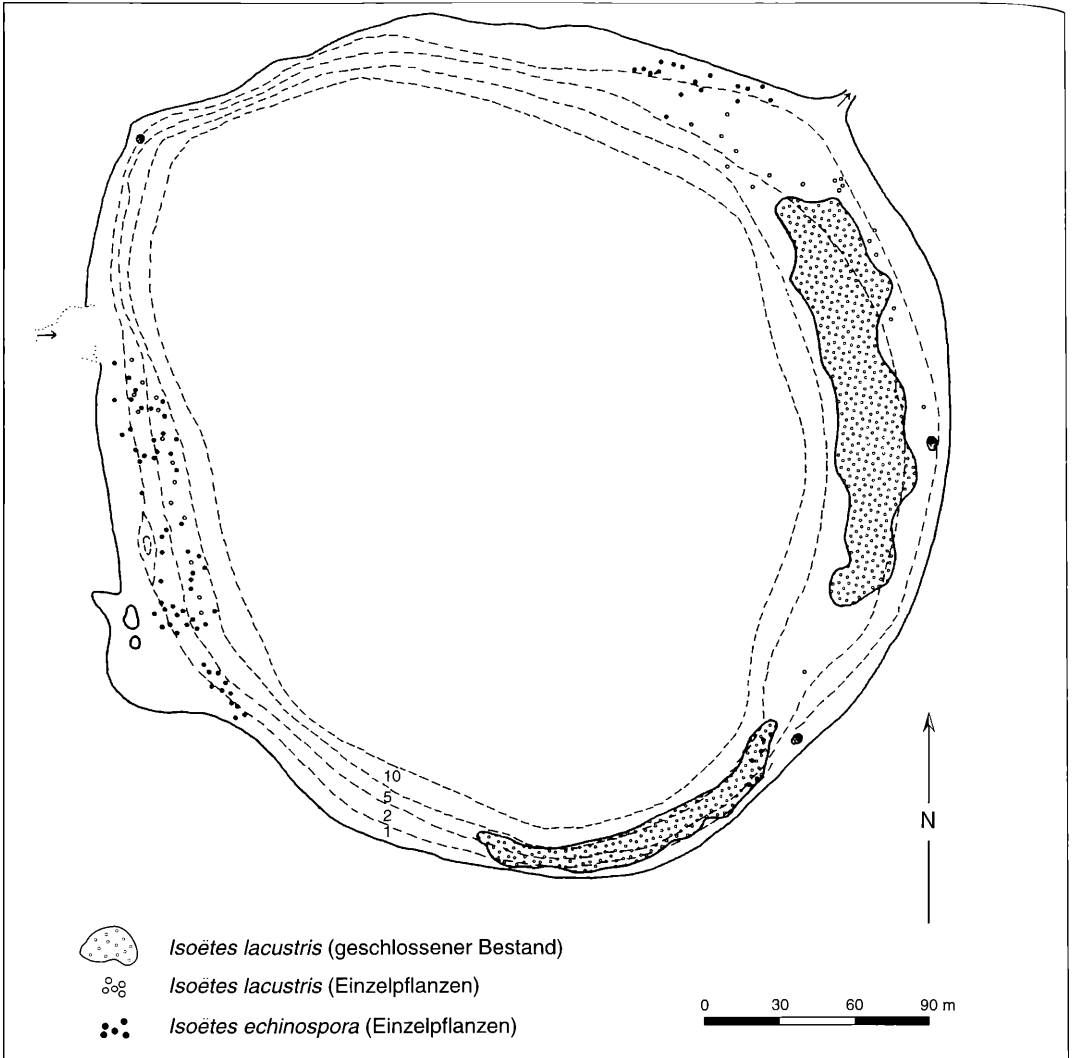 10
5
2
1
N
Isoëtes lacustris (geschlossener Bestand)
Isoëtes lacustris (Einzelpflanzen)
Isoëtes echinospora (Einzelpflanzen)
0 30 60 90 m